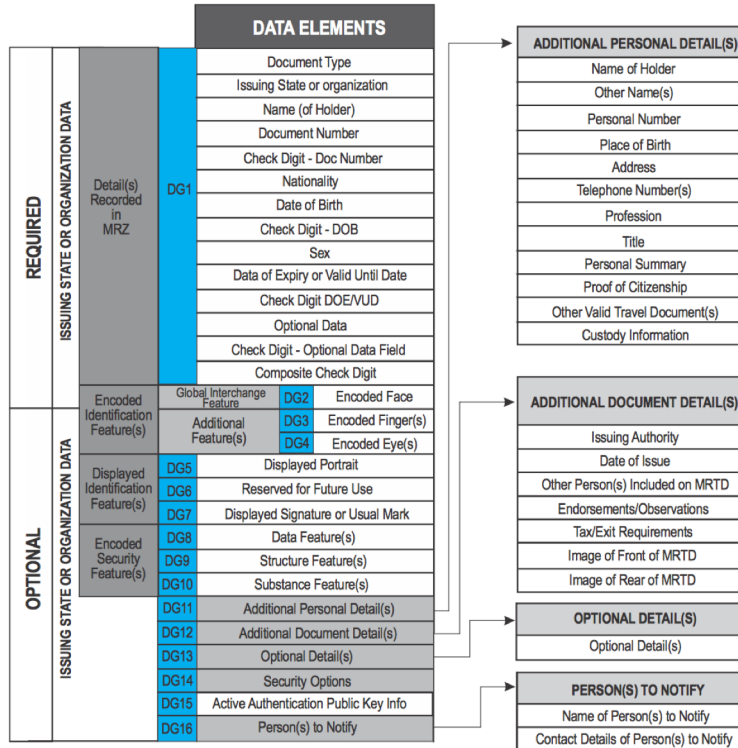 DATA ELEMENTS
REQUIRED
ISSUING STATE OR ORGANIZATION DATA
Detail(s)
Recorded
in
MRZ
DG1
Document Type
Issuing State or organization
Name (of Holder)
Document Number
Check Digit - Doc Number
Nationality
Date of Birth
Check Digit - DOB
Sex
Data of Expiry or Valid Until Date
Check Digit DOE/VUD
Optional Data
Check Digit - Optional Data Field
Composite Check Digit
Encoded
Identification
Feature(s)
Global Interchange
Feature
DG2
Encoded Face
OPTIONAL
ISSUING STATE OR ORGANIZATION DATA
Additional
Feature(s)
DG3
Encoded Finger(s)
DG4
Encoded Eye(s)
Displayed
Identification
Feature(s)
DG5
Displayed Portrait
DG6
Reserved for Future Use
DG7
Displayed Signature or Usual Mark
Encoded
Security
Feature(s)
DG8
Data Feature(s)
DG9
Structure Feature(s)
DG10
Substance Feature(s)
DG11
Additional Personal Detail(s)
DG12
Additional Document Detail(s)
DG13
Optional Detail(s)
DG14
Security Options
DG15
Active Authentication Public Key Info
DG16
Person(s) to Notify
ADDITIONAL PERSONAL DETAIL(S)
Name of Holder
Other Name(s)
Personal Number
Place of Birth
Address
Telephone Number(s)
Profession
Title
Personal Summary
Proof of Citizenship
Other Valid Travel Document(s)
Custody Information
ADDITIONAL DOCUMENT DETAIL(S)
Issuing Authority
Date of Issue
Other Person(s) Included on MRTD
Endorsements/Observations
Tax/Exit Requirements
Image of Front of MRTD
Image of Rear of MRTD
OPTIONAL DETAIL(S)
Optional Detail(s)
PERSON(S) TO NOTIFY
Name of Person(s) to Notify
Contact Details of Person(s) to Notify